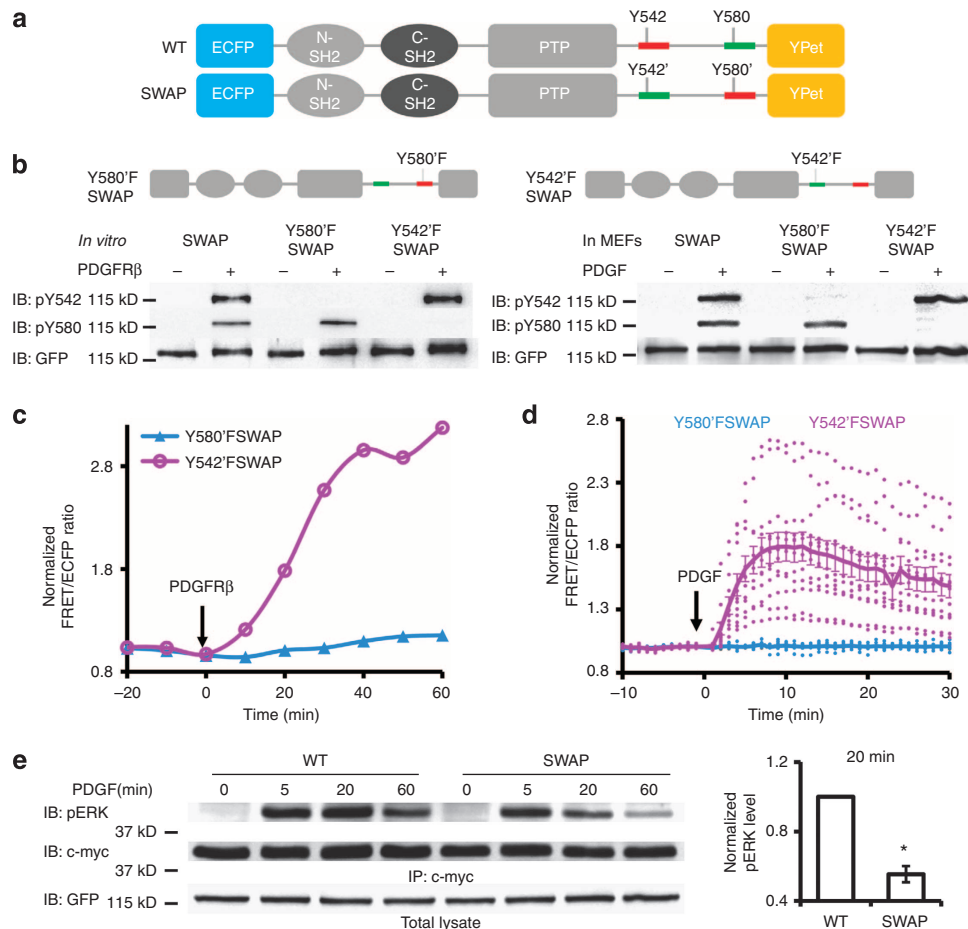 a
Y542 Y580
WT ECFP N-SH2 C-SH2 PTP YPet
Y542' Y580'
SWAP ECFP N-SH2 C-SH2 PTP YPet
b
Y580'F
Y580'F SWAP
In vitro SWAP Y580'F SWAP Y542'F SWAP
PDGFRβ – + – + – +
IB: pY542 115 kD
IB: pY580 115 kD
IB: GFP 115 kD
Y542'F
Y542'F SWAP
In MEFs SWAP Y580'F SWAP Y542'F SWAP
PDGF – + – + – +
IB: pY542 115 kD
IB: pY580 115 kD
IB: GFP 115 kD
c
Y580'FSWAP
Y542'FSWAP
Normalized
FRET/ECFP ratio
2.8
1.8
0.8
PDGFRβ
–20 0 20 40 60
Time (min)
d
Y580'FSWAP Y542'FSWAP
Normalized
FRET/ECFP ratio
2.8
2.3
1.8
1.3
0.8
PDGF
–10 0 10 20 30
Time (min)
e
WT SWAP
PDGF(min) 0 5 20 60 0 5 20 60
IB: pERK
37 kD
IB: c-myc
37 kD
IP: c-myc
IB: GFP 115 kD
Total lysate
20 min
Normalized
pERK level
1.2
0.8
0.4
*
WT SWAP